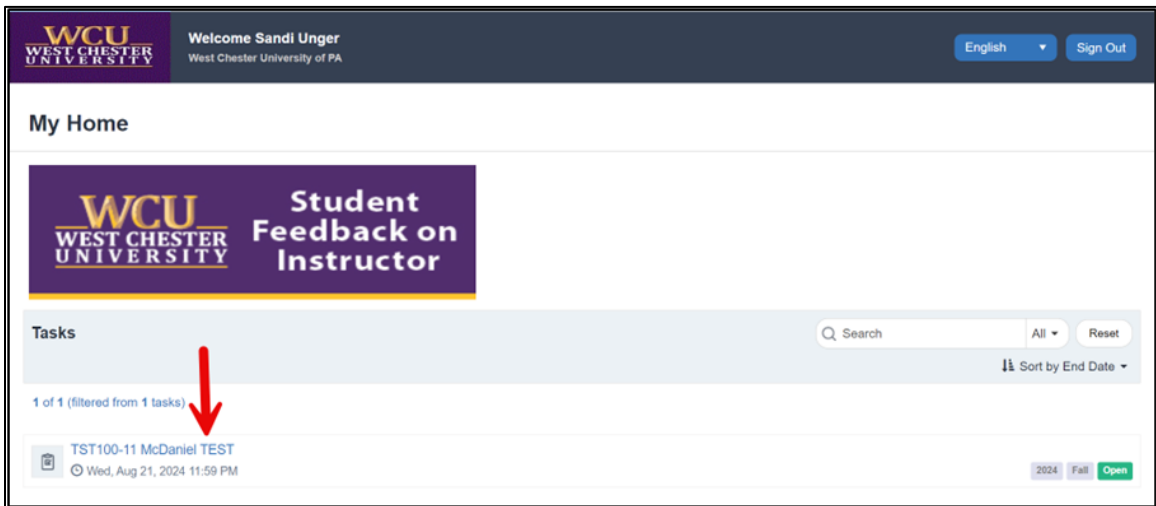 WCU
WEST CHESTER
UNIVERSITY
Welcome Sandi Unger
West Chester University of PA
English
Sign Out
My Home
WCU
WEST CHESTER
UNIVERSITY
Student
Feedback on
Instructor
Tasks
Search
All
Reset
Sort by End Date
1 of 1 (filtered from 1 tasks)
TST100-11 McDaniel TEST
Wed, Aug 21, 2024 11:59 PM
2024 Fall Open